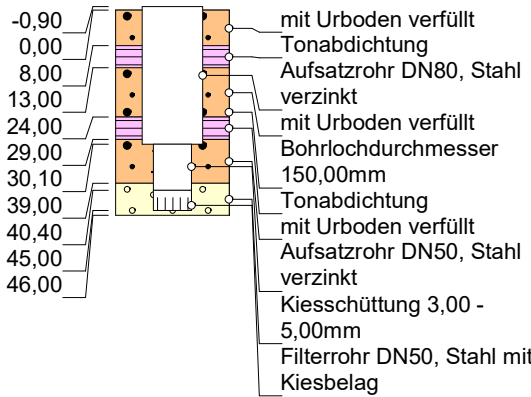 -0,90
0,00
8,00
13,00
24,00
29,00
30,10
39,00
40,40
45,00
46,00
mit Urboden verfüllt
Tonabdichtung
Aufsatzrohr DN80, Stahl
verzinkt
mit Urboden verfüllt
Bohrlochdurchmesser
150,00mm
Tonabdichtung
mit Urboden verfüllt
Aufsatzrohr DN50, Stahl
verzinkt
Kiesschüttung 3,00 -
5,00mm
Filterrohr DN50, Stahl mit
Kiesbelag